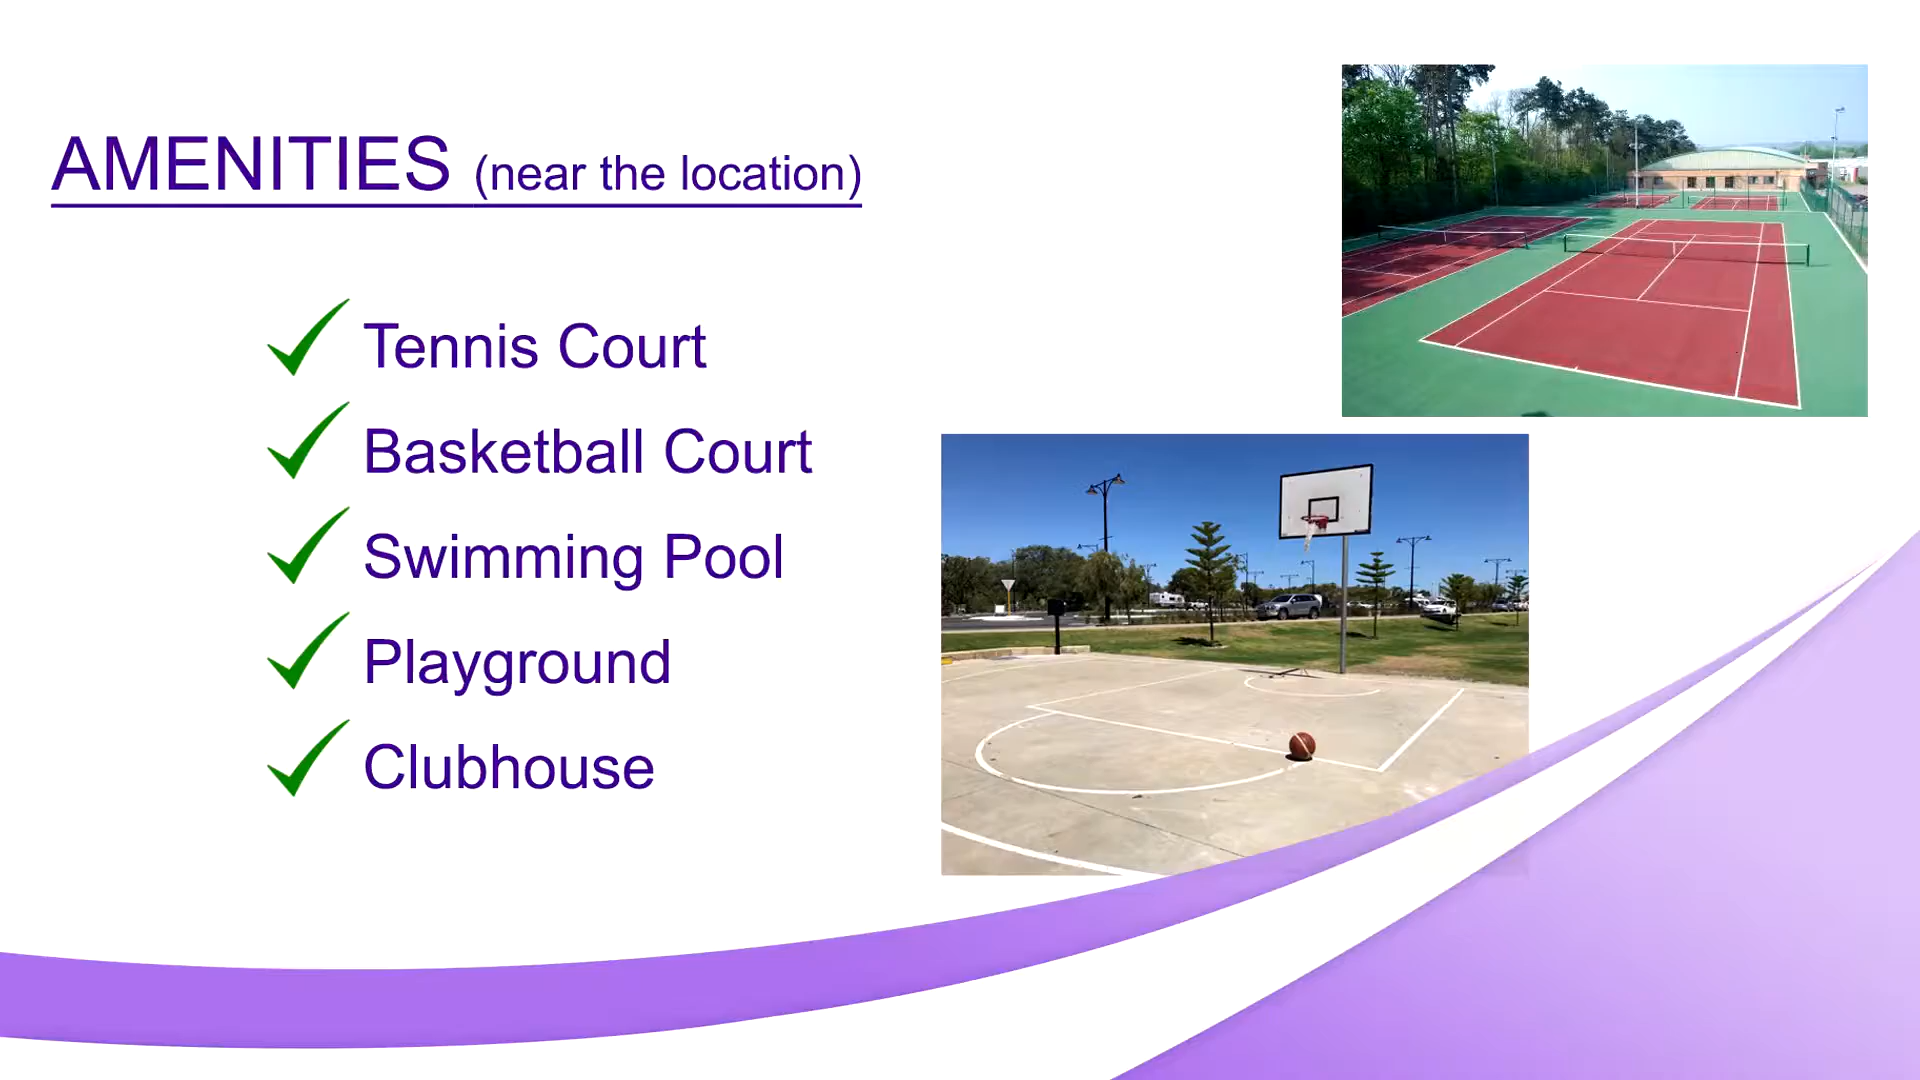 AMENITIES (near the location)
Tennis Court
Basketball Court
Swimming Pool
Playground
Clubhouse